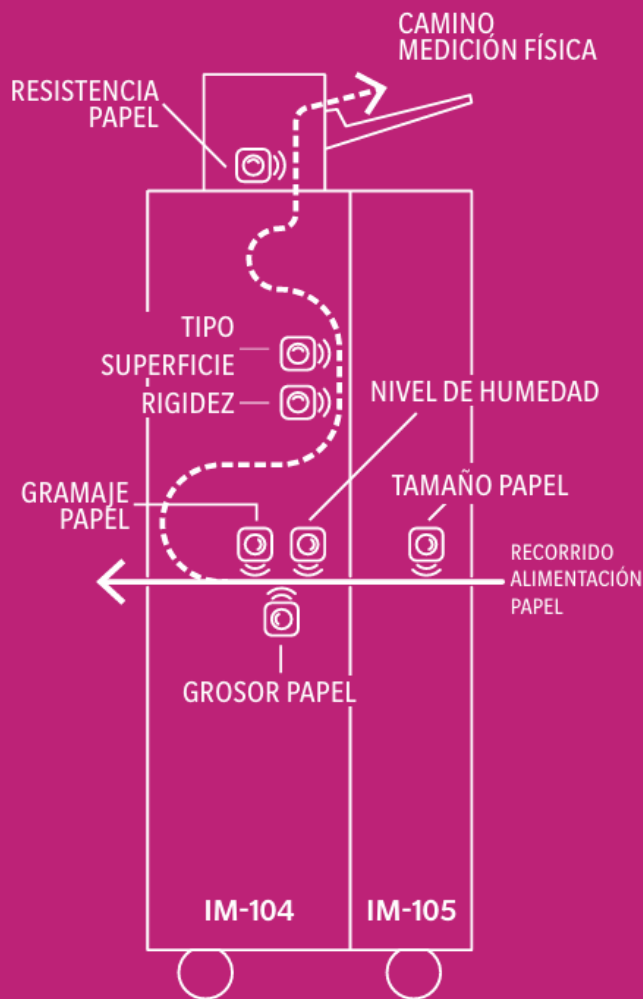 CAMINO
MEDICIÓN FÍSICA
RESISTENCIA
PAPEL
TIPO
SUPERFICIE
RIGIDEZ
NIVEL DE HUMEDAD
GRAMAJE
PAPEL
TAMAÑO PAPEL
RECORRIDO
ALIMENTACIÓN
PAPEL
GROSOR PAPEL
IM-104
IM-105